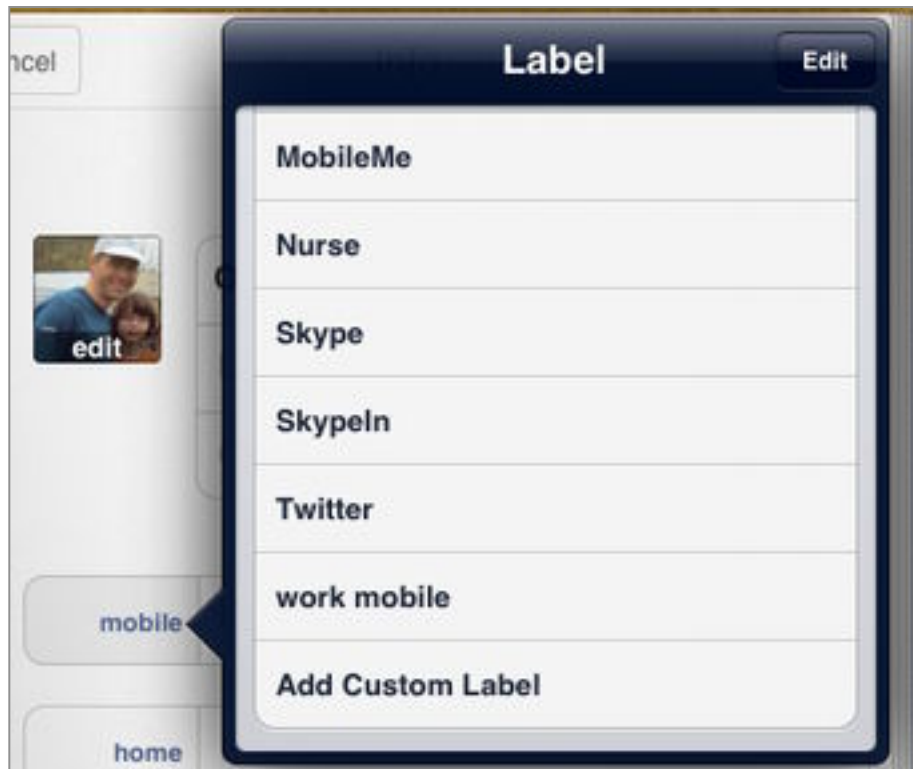 ncel
Label
Edit
MobileMe
Nurse
Skype
SkypeIn
Twitter
work mobile
Add Custom Label
edit
mobile
home